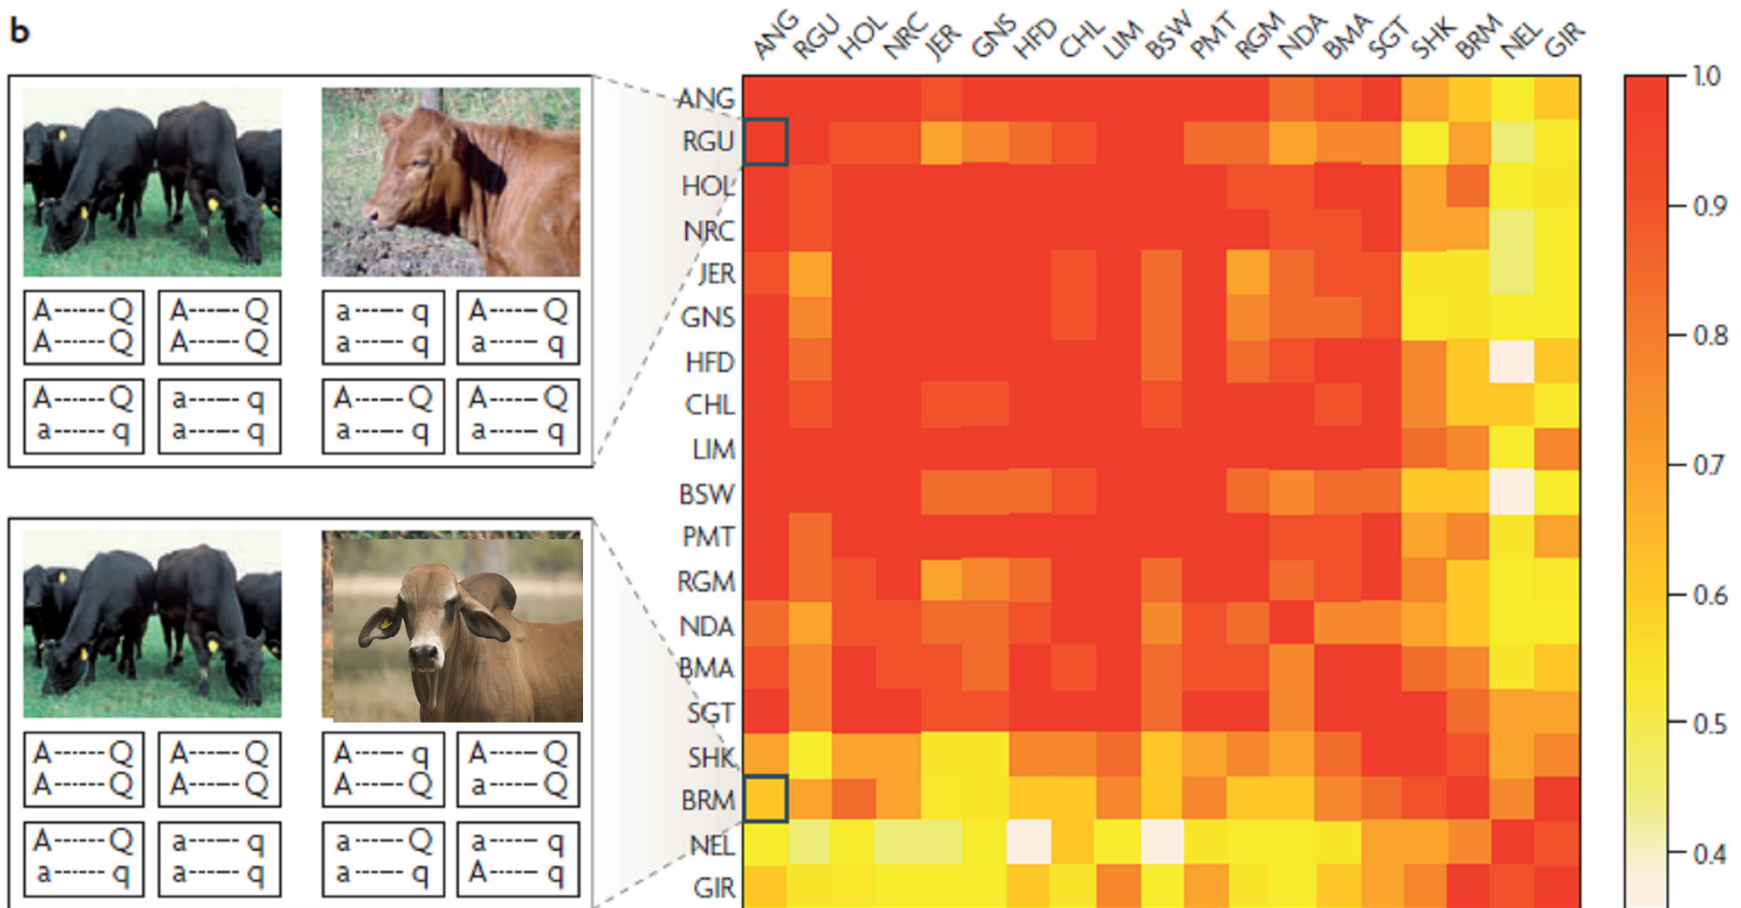 b
ANG RGU HOL NRC JER GNS HFD CHL LIM BSW PMT RGM NDA BMA SGT SHK BRM NEL GIR
A------Q A-----Q a----- q A-----Q
A------Q A-----Q a----- q a----- q
A------Q a----- q A-----Q A-----Q
a------ q a----- q a----- q a----- q
A------Q A-----Q A----- q A-----Q
A------Q A-----Q A-----Q a-----Q
A------Q a----- q a-----Q a----- q
a------ q a----- q a----- q A----- q
ANG
RGU
HOL
NRC
JER
GNS
HFD
CHL
LIM
BSW
PMT
RGM
NDA
BMA
SGT
SHK
BRM
NEL
GIR
1.0
0.9
0.8
0.7
0.6
0.5
0.4